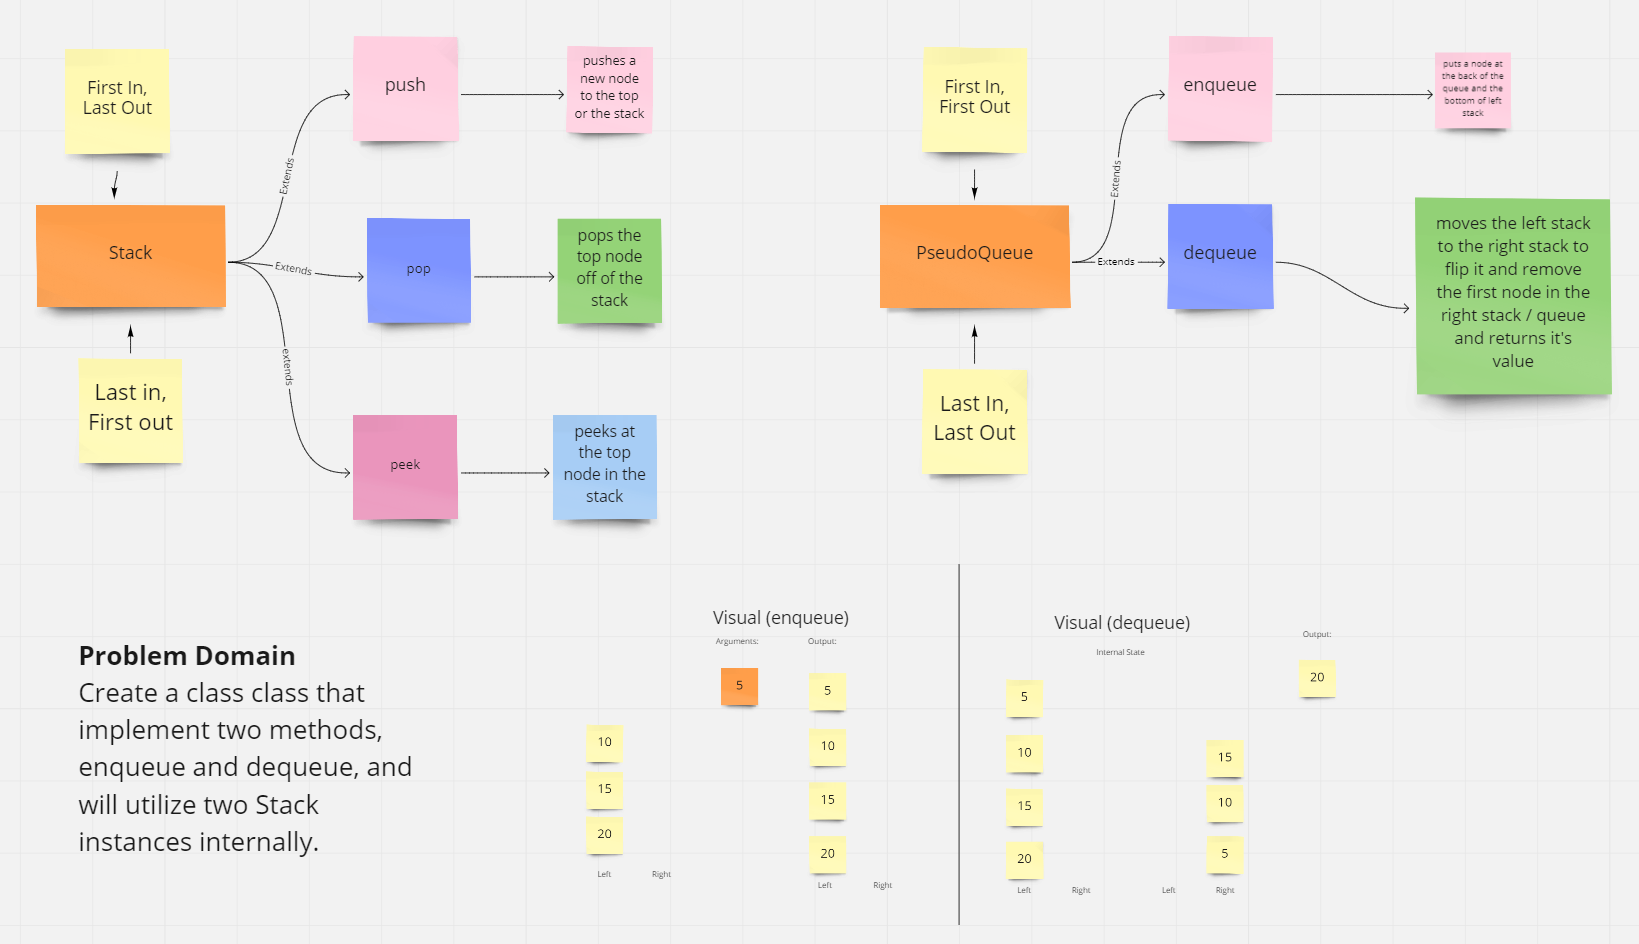 First In,
Last Out
push
pushes a
new node
to the top
or the stack
Extends
Stack
Extends
pop
pops the
top node
off of the
stack
extends
Last in,
First out
peek
peeks at
the top
node in the
stack
First In,
First Out
enqueue
puts a node at
the back of the
queue and the
bottom of left
stack
Extends
PseudoQueue
Extends
dequeue
moves the left stack
to the right stack to
flip it and remove
the first node in the
right stack / queue
and returns it's
value
Last In,
Last Out
Problem Domain
Create a class class that
implement two methods,
enqueue and dequeue, and
will utilize two Stack
instances internally.
Visual (enqueue)
Arguments:
Output:
5
5
10
10
15
15
20
20
Left
Right
Left
Right
Visual (dequeue)
Internal State
Output:
20
5
10
15
20
Left
Right
15
10
5
Left
Right